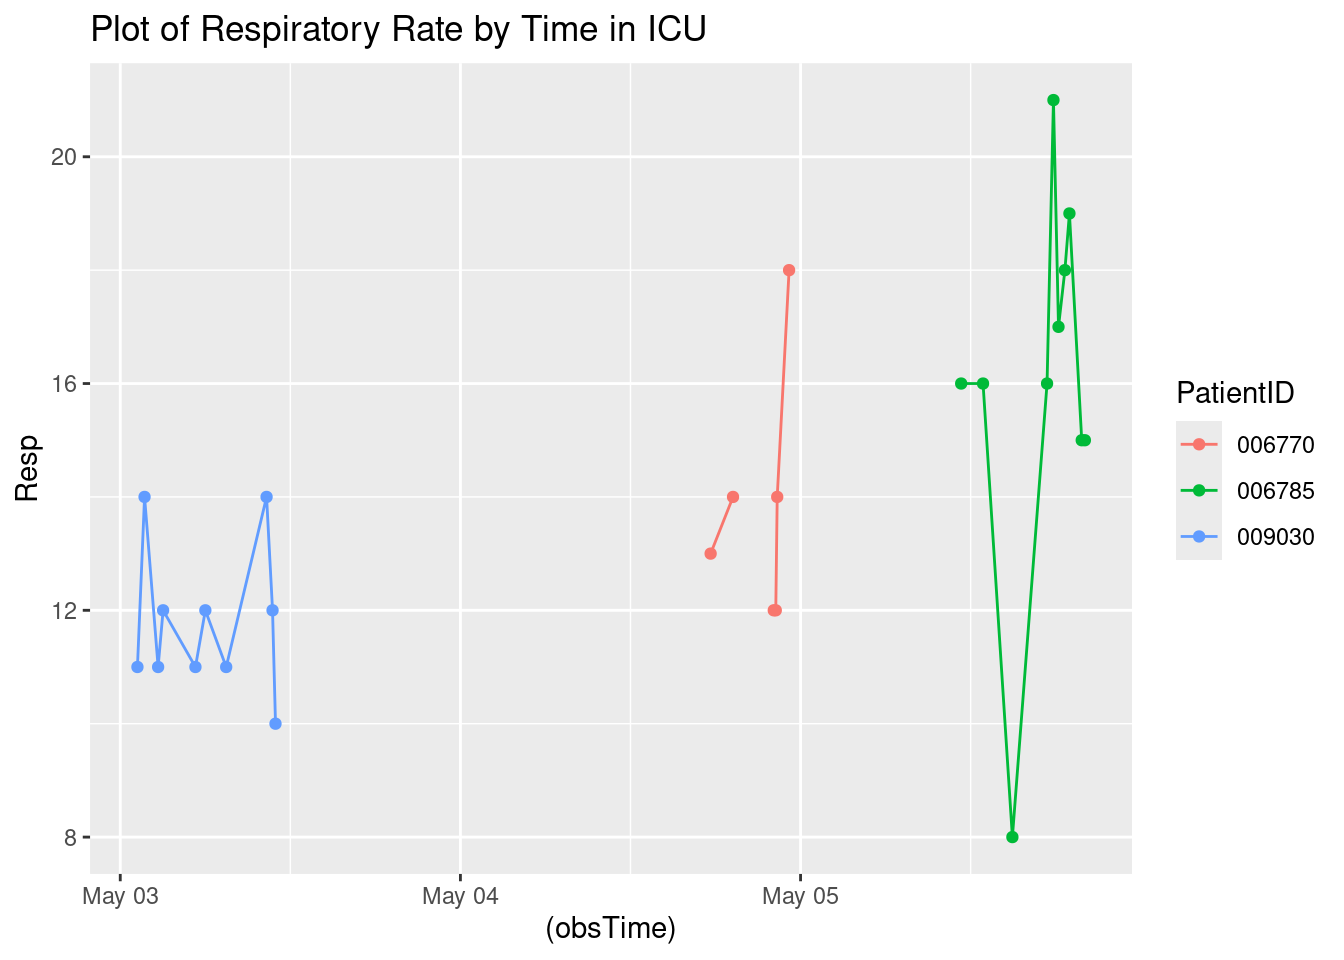 Plot of Respiratory Rate by Time in ICU
20
16
12
8
Resp
May 03
May 04
May 05
(obsTime)
PatientID
006770
006785
009030